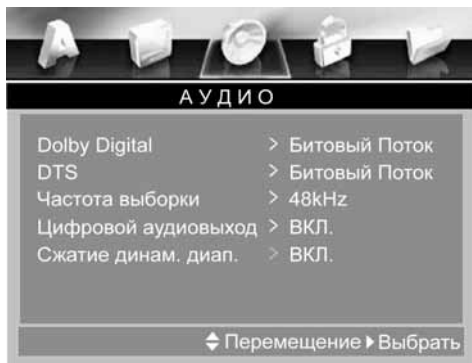 АУДИО
Dolby Digital > Битовый Поток
DTS > Битовый Поток
Частота выборки > 48kHz
Цифровой аудиовыход > ВКЛ.
Сжатие динам. диап. > ВКЛ.
Перемещение Выбрать